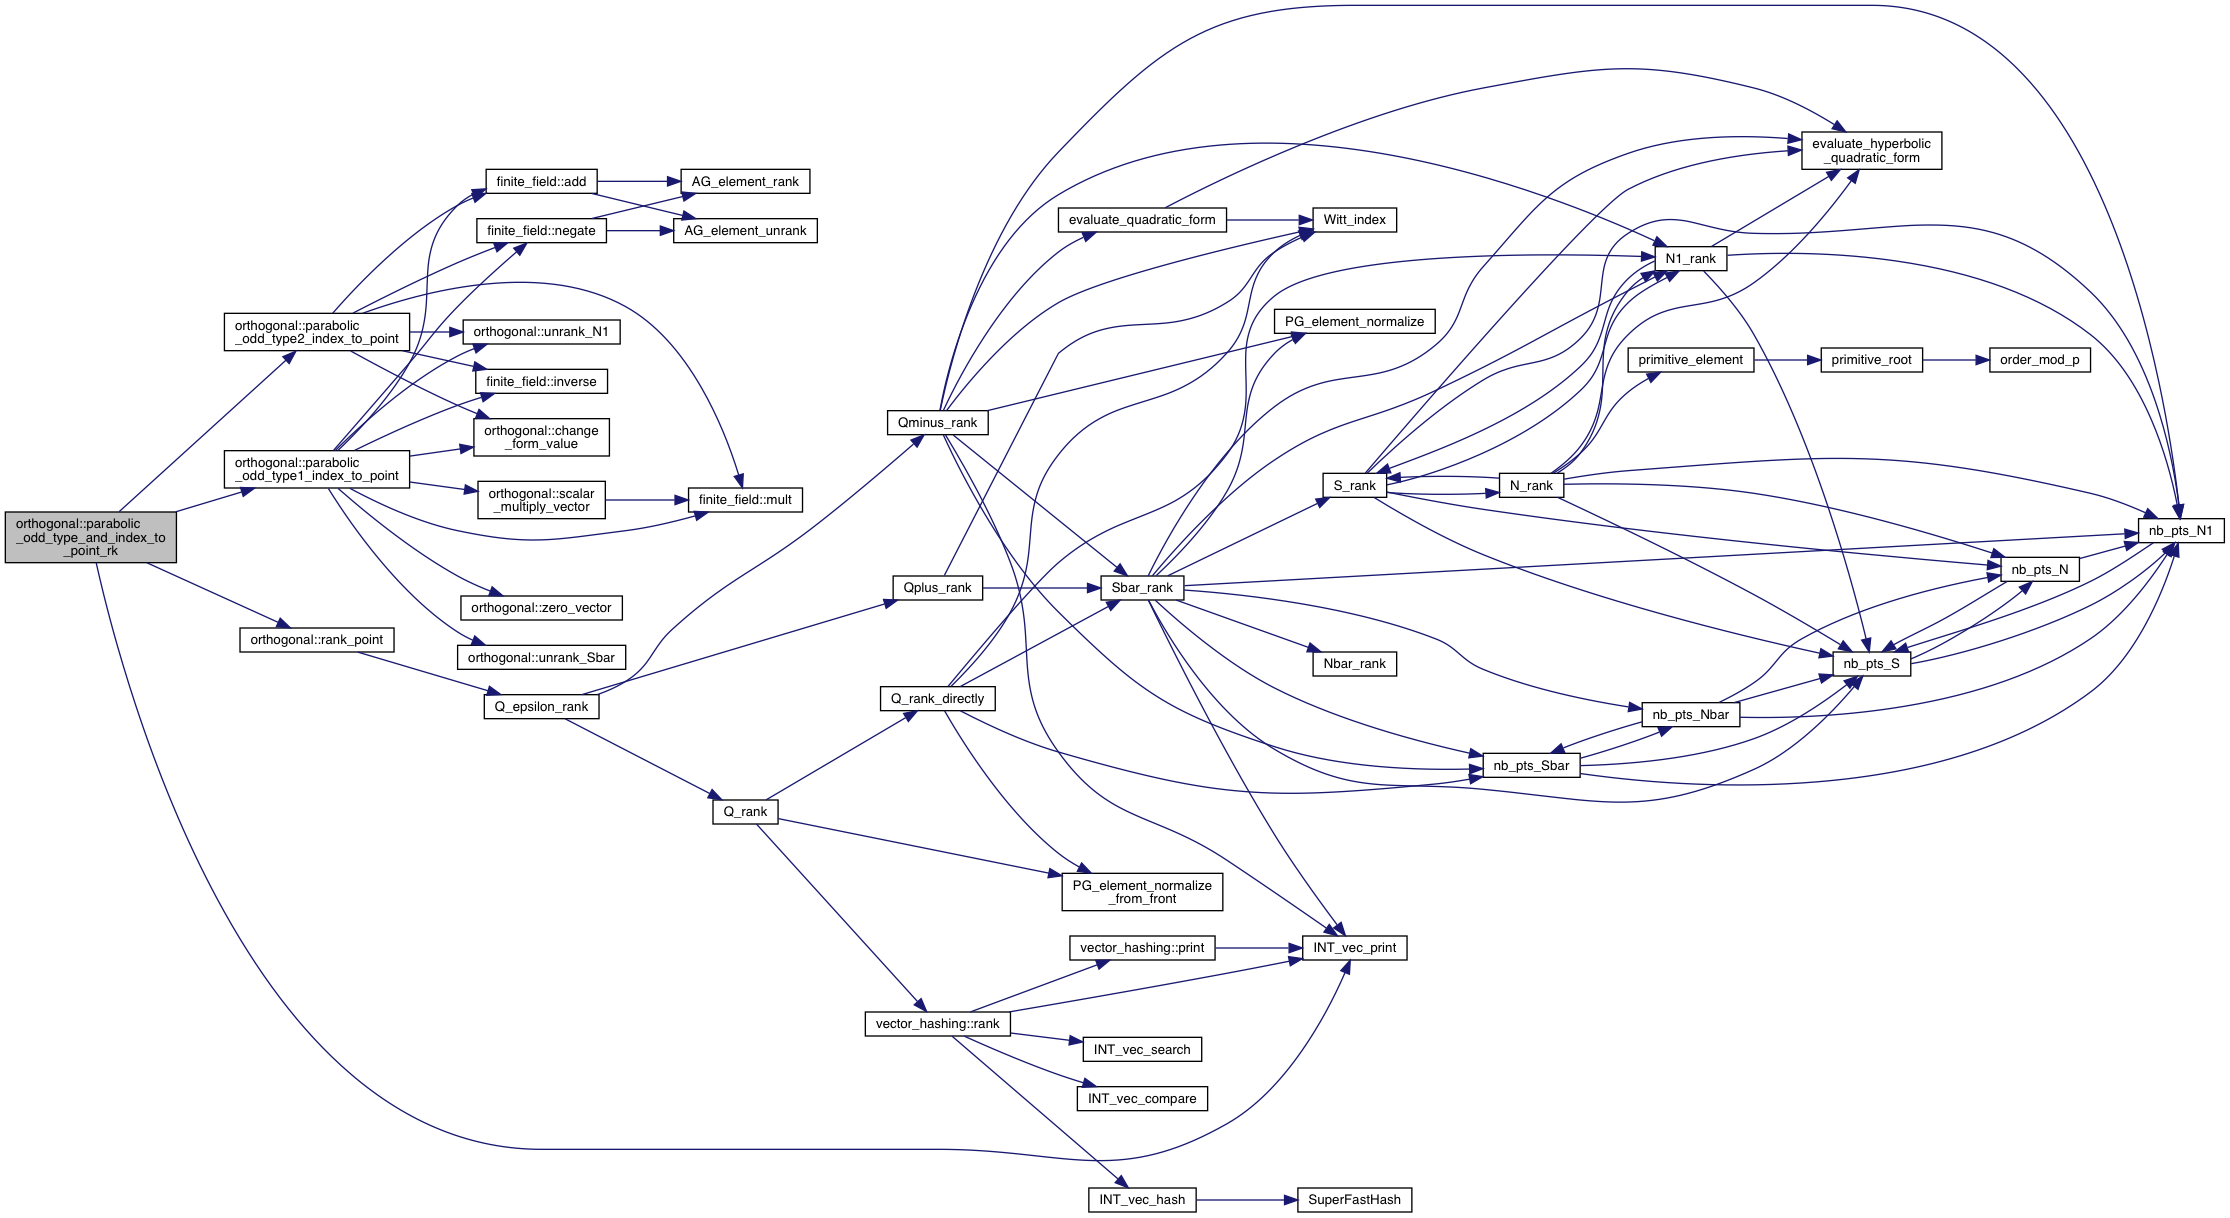 orthogonal::parabolic
_odd_type_and_index_to
_point_rk
orthogonal::parabolic
_odd_type2_index_to_point
orthogonal::parabolic
_odd_type1_index_to_point
orthogonal::rank_point
finite_field::add
finite_field::negate
orthogonal::unrank_N1
finite_field::inverse
orthogonal::change
_form_value
orthogonal::scalar
_multiply_vector
orthogonal::zero_vector
orthogonal::unrank_Sbar
Q_epsilon_rank
AG_element_rank
AG_element_unrank
finite_field::mult
Q_rank
Qminus_rank
Qplus_rank
Q_rank_directly
vector_hashing::rank
evaluate_quadratic_form
Sbar_rank
PG_element_normalize
_from_front
vector_hashing::print
INT_vec_search
INT_vec_compare
INT_vec_hash
Witt_index
PG_element_normalize
S_rank
Nbar_rank
INT_vec_print
SuperFastHash
N_rank
nb_pts_Sbar
N1_rank
primitive_element
nb_pts_Nbar
evaluate_hyperbolic
_quadratic_form
primitive_root
nb_pts_S
order_mod_p
nb_pts_N
nb_pts_N1